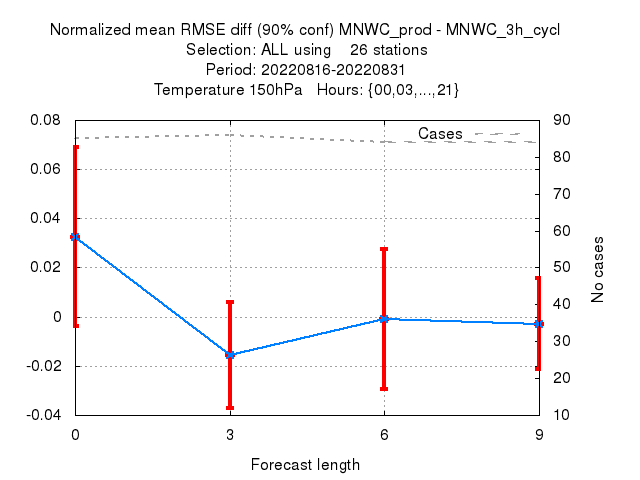 Normalized mean RMSE diff (90% conf) MNWC_prod - MNWC_3h_cycl
Selection: ALL using    26 stations
Period: 20220816-20220831
Temperature 150hPa   Hours: {00,03,...,21}
0.08
0.06
0.04
0.02
0
-0.02
-0.04
90
80
70
60
50
40
30
20
10
Cases
No cases
0
3
6
9
Forecast length